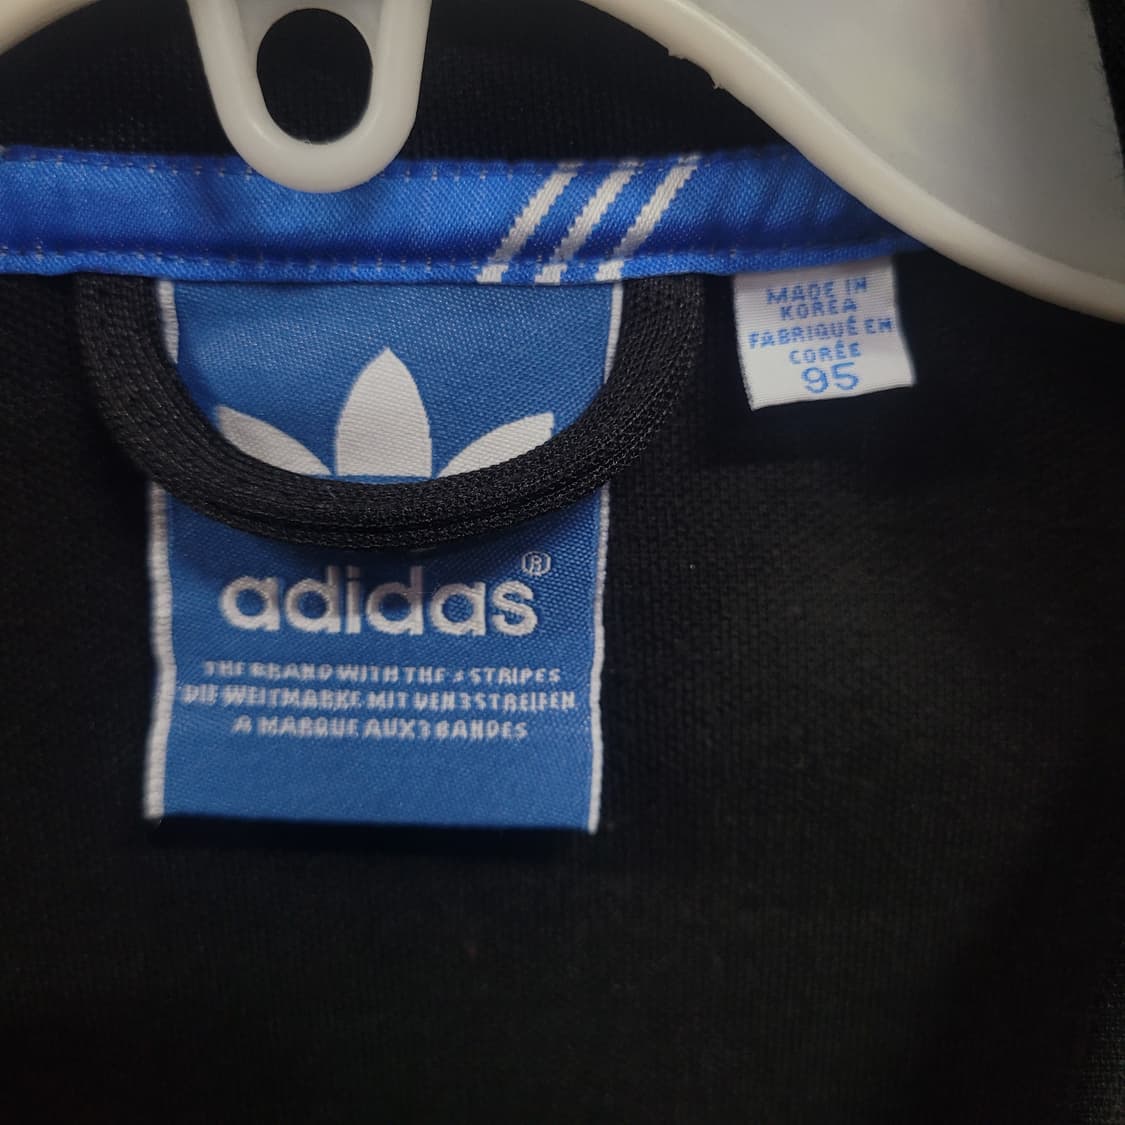 MADE IN
KOREA
FABRIQUÉ EN
CORÉE
95
adidas®
THE BRAND WITH THE 3 STRIPES
DIE WELTMARKE MIT DEN 3 STREIFEN
A MARQUE AUX 3 BANDES